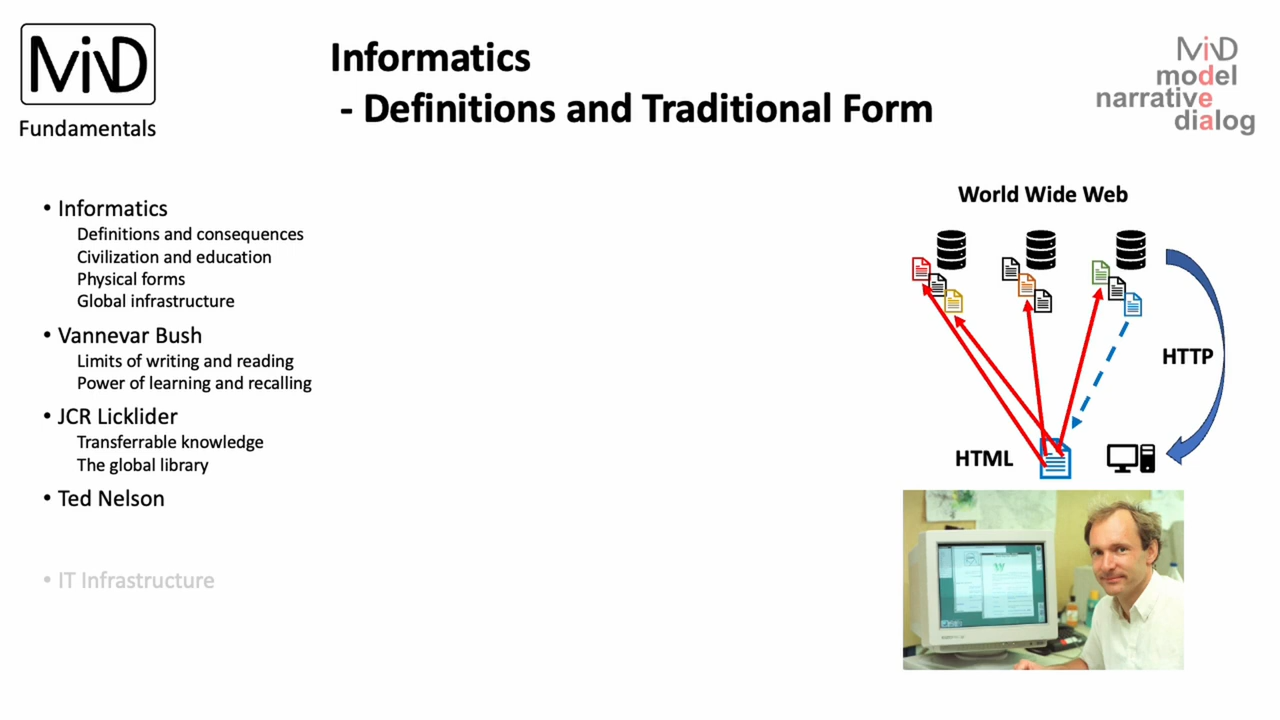 MiND
Fundamentals
Informatics
- Definitions and Traditional Form
MiND
model
narrative
dialog
• Informatics
Definitions and consequences
Civilization and education
Physical forms
Global infrastructure
• Vannevar Bush
Limits of writing and reading
Power of learning and recalling
• JCR Licklider
Transferrable knowledge
The global library
• Ted Nelson
• IT Infrastructure
World Wide Web
HTTP
HTML